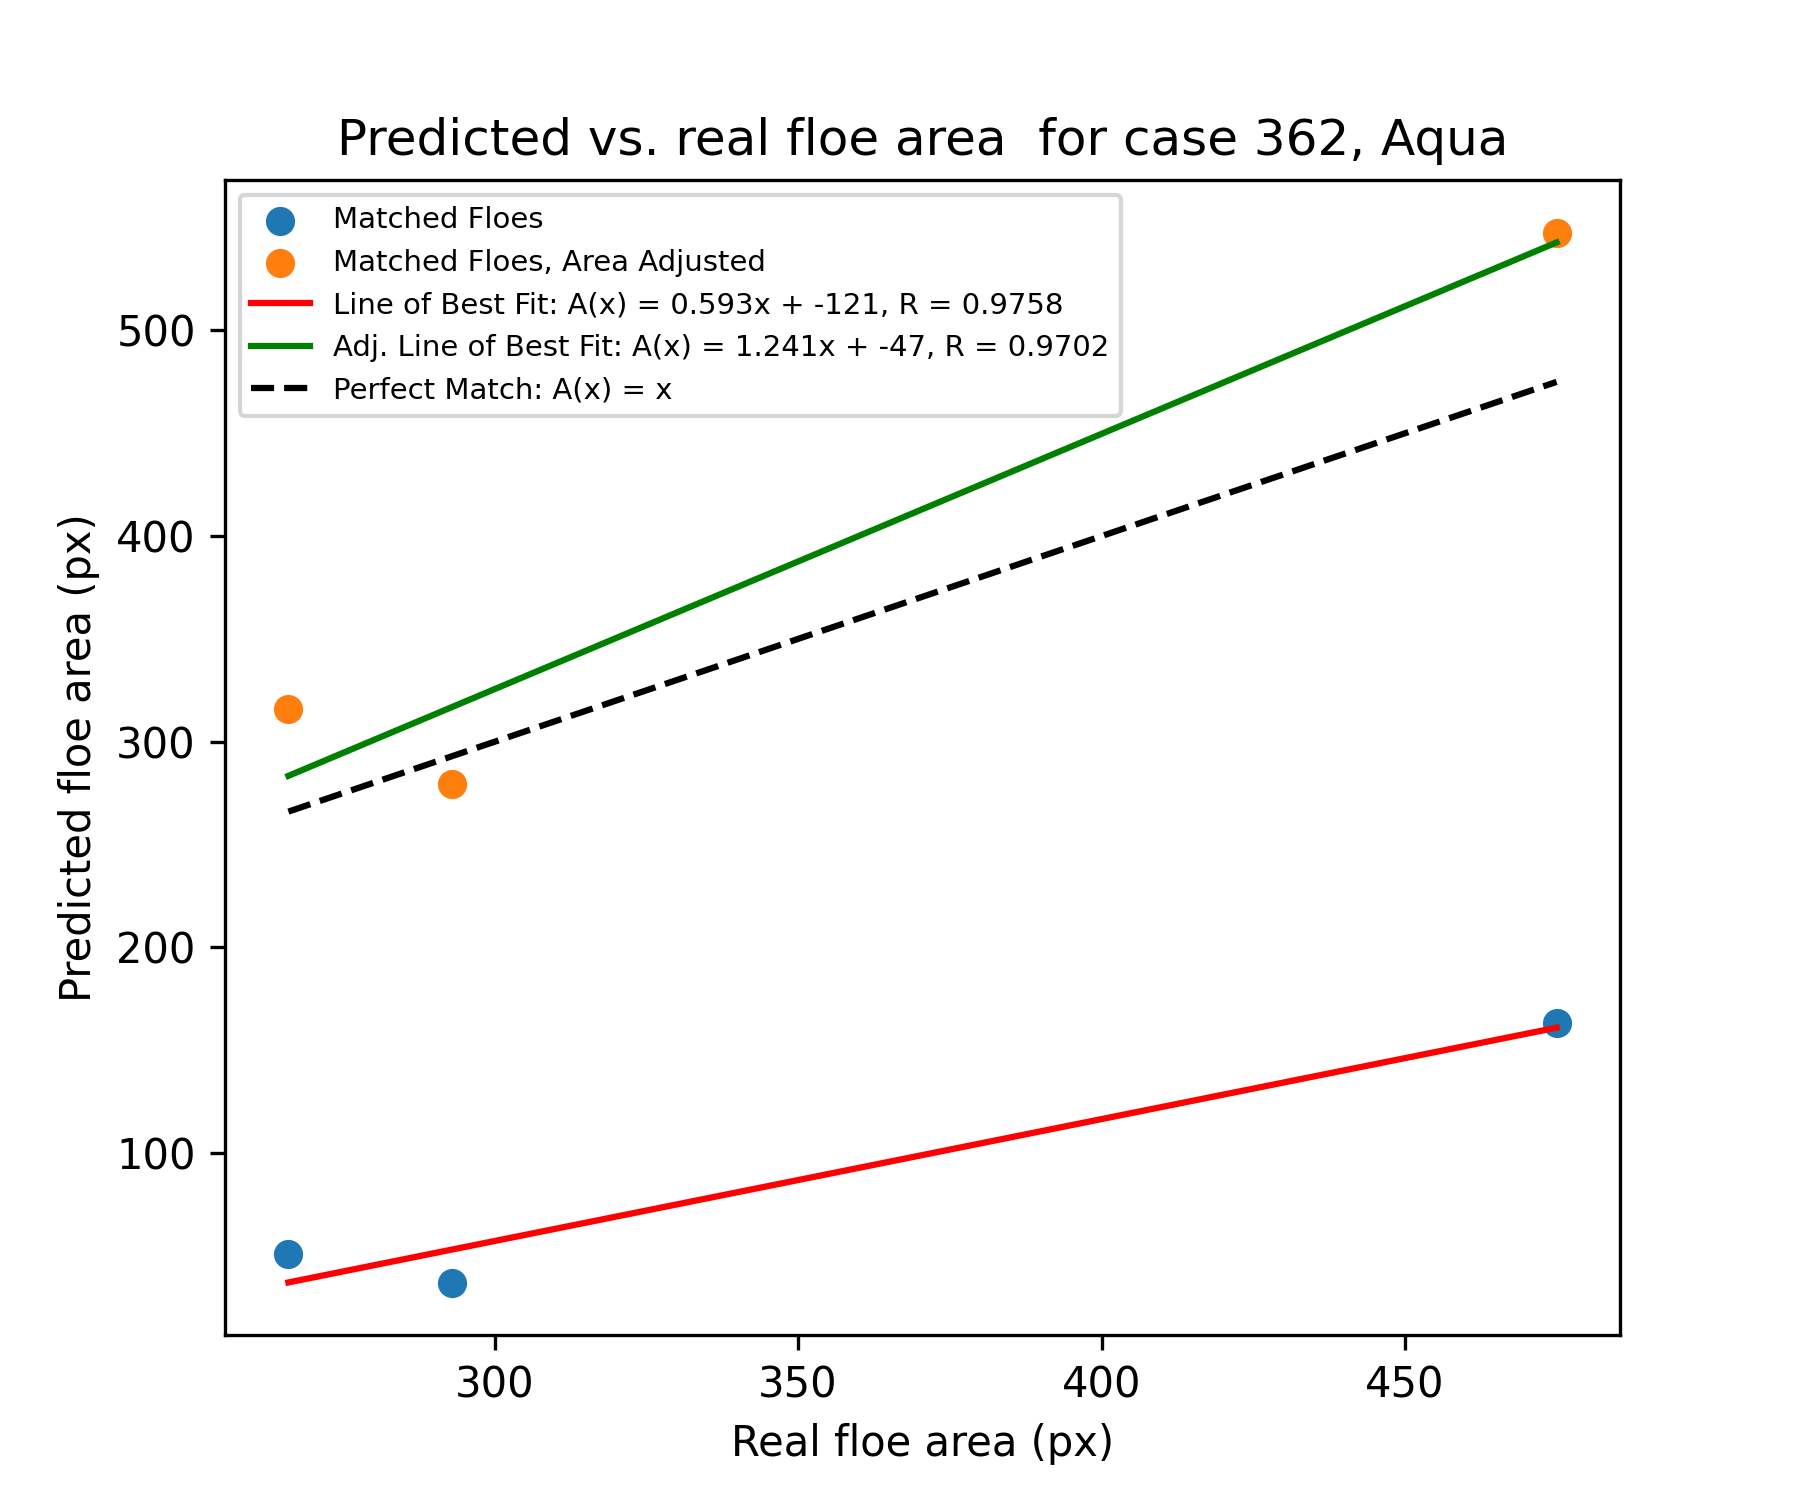 Predicted vs. real floe area  for case 362, Aqua
Matched Floes
Matched Floes, Area Adjusted
Line of Best Fit: A(x) = 0.593x + -121, R = 0.9758
Adj. Line of Best Fit: A(x) = 1.241x + -47, R = 0.9702
Perfect Match: A(x) = x
Predicted floe area (px)
500
400
300
200
100
300 350 400 450
Real floe area (px)